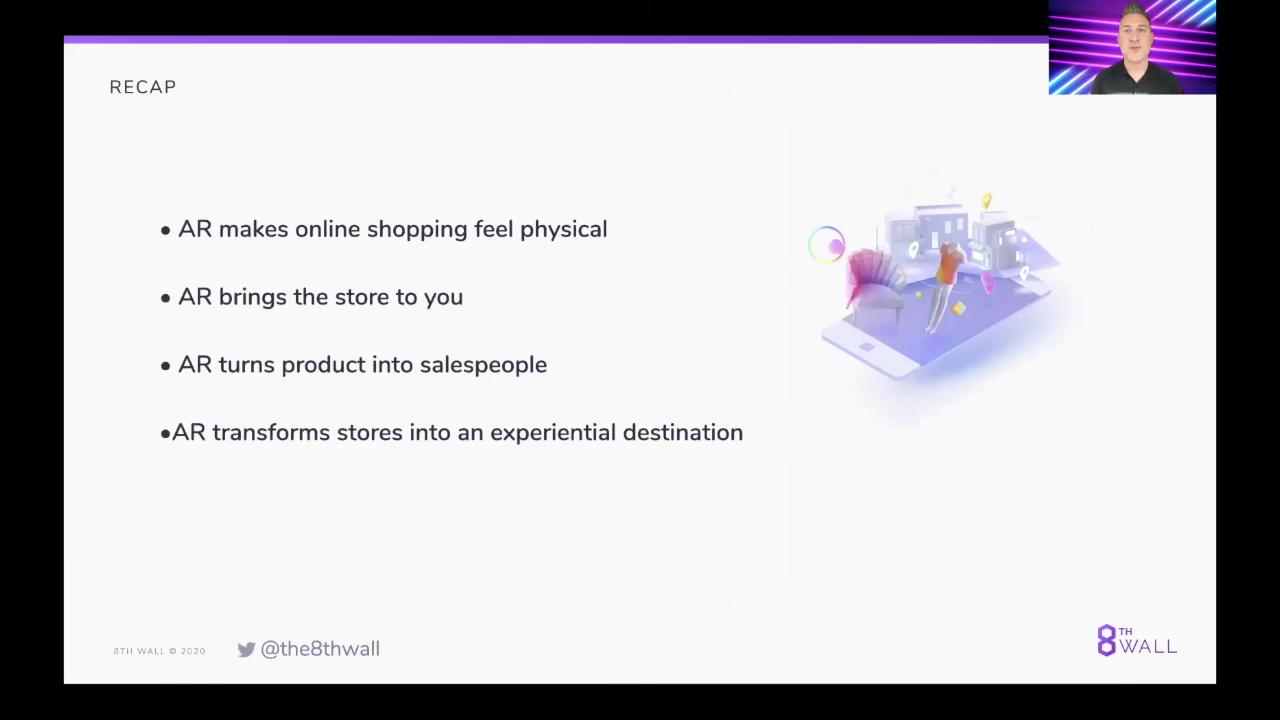 RECAP
• AR makes online shopping feel physical
• AR brings the store to you
• AR turns product into salespeople
•AR transforms stores into an experiential destination
8TH WALL © 2020
@the8thwall
8TH WALL